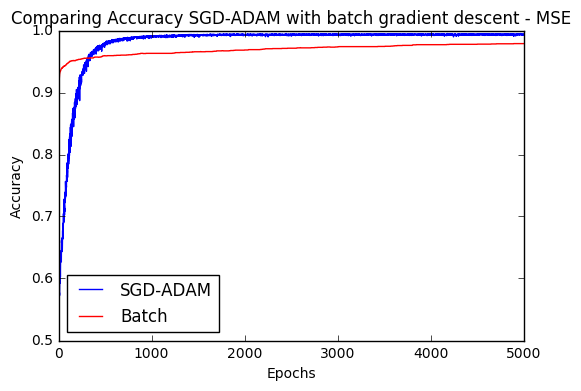 Comparing Accuracy SGD-ADAM with batch gradient descent - MSE
1.0
0.9
0.8
0.7
0.6
0.5
Accuracy
SGD-ADAM
Batch
0 1000 2000 3000 4000 5000
Epochs